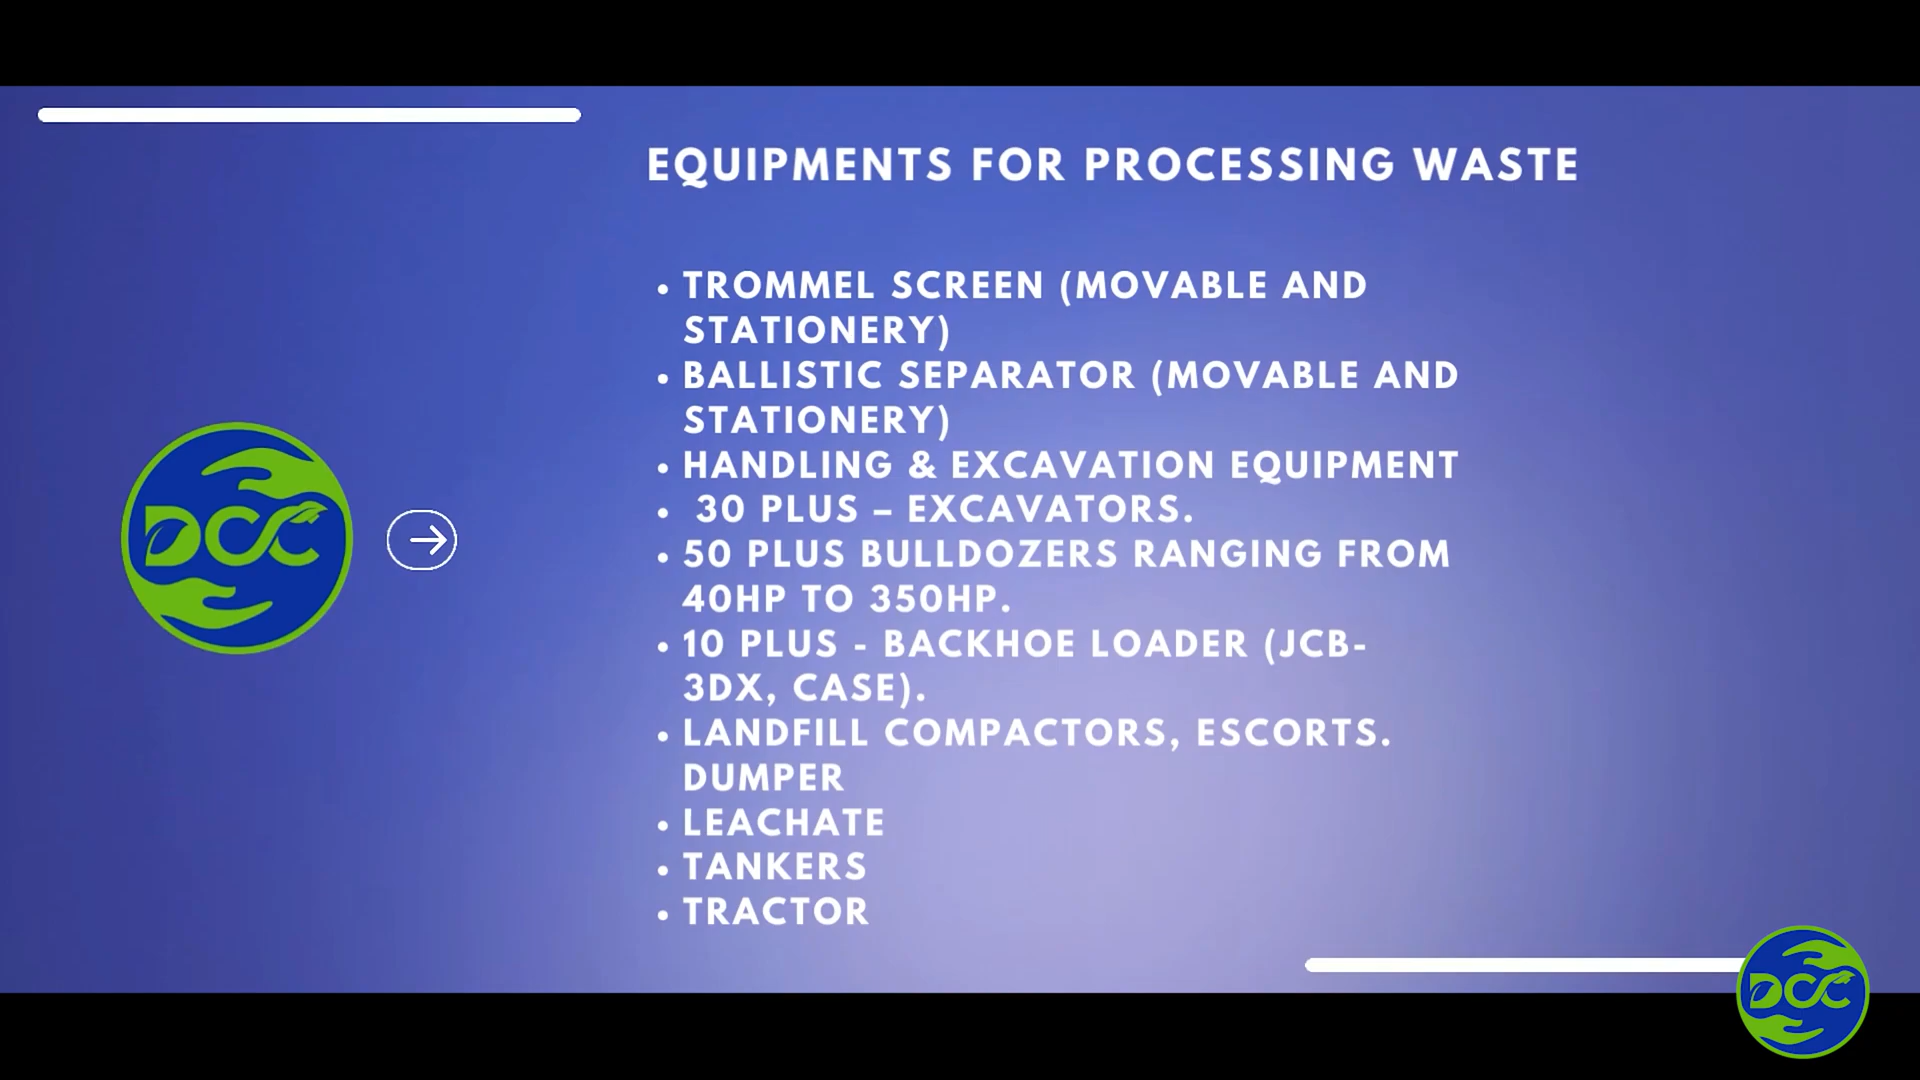 EQUIPMENTS FOR PROCESSING WASTE
• TROMMEL SCREEN (MOVABLE AND
STATIONERY)
• BALLISTIC SEPARATOR (MOVABLE AND
STATIONERY)
• HANDLING & EXCAVATION EQUIPMENT
• 30 PLUS – EXCAVATORS.
• 50 PLUS BULLDOZERS RANGING FROM
40HP TO 350HP.
• 10 PLUS - BACKHOE LOADER (JCB-
3DX, CASE).
• LANDFILL COMPACTORS, ESCORTS.
DUMPER
• LEACHATE
• TANKERS
• TRACTOR
DCC
DCC